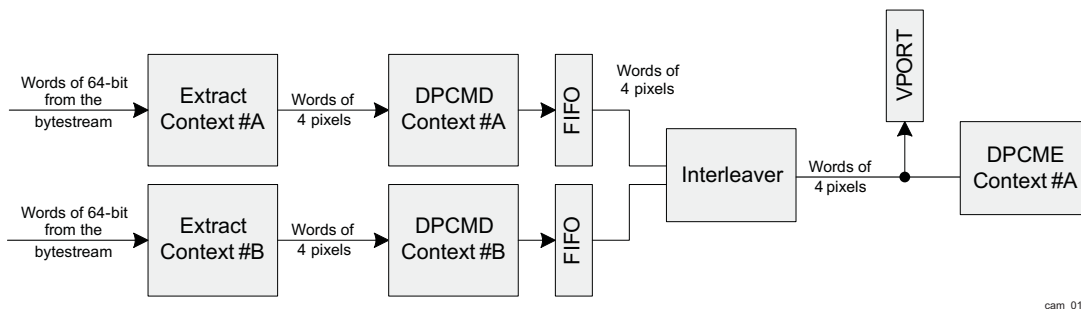 Words of 64-bit
from the
bytestream
Extract
Context #A
Words of
4 pixels
DPCMD
Context #A
FIFO
Words of
4 pixels
VPORT
Interleaver
Words of
4 pixels
DPCME
Context #A
Words of 64-bit
from the
bytestream
Extract
Context #B
Words of
4 pixels
DPCMD
Context #B
FIFO
cam_01